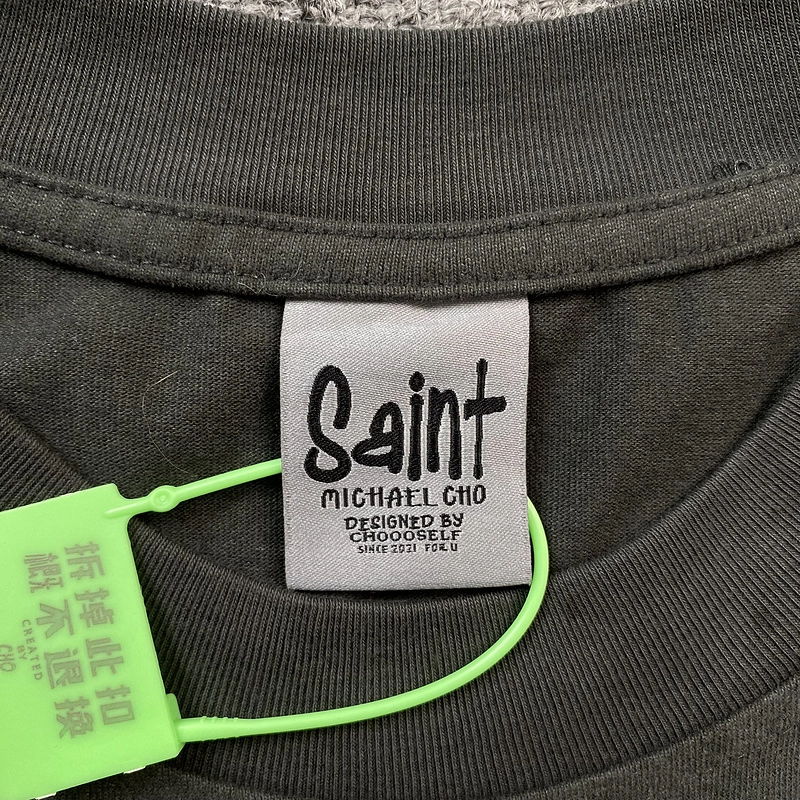 Saint
MICHAEL CHO
DESIGNED BY
CHOOOSELF
SINCE 2021 FOR U
拆掉此扣
概不退換
CREATED
BY
CHO